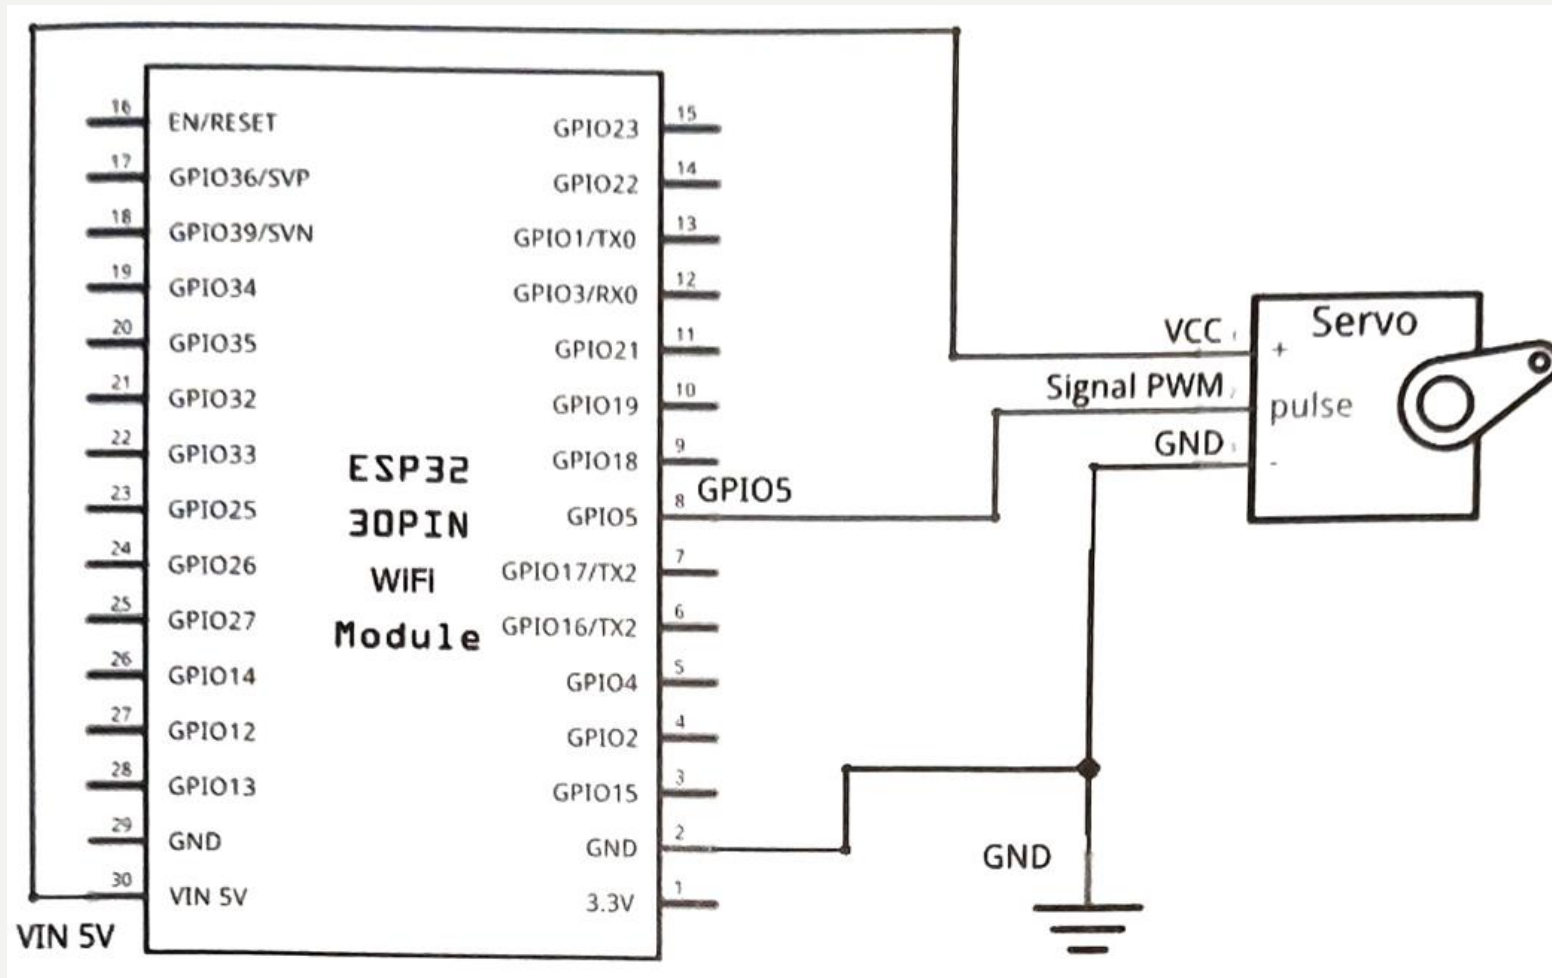 16 EN/RESET
17 GPIO36/SVP
18 GPIO39/SVN
19 GPIO34
20 GPIO35
21 GPIO32
22 GPIO33
23 GPIO25
24 GPIO26
25 GPIO27
26 GPIO14
27 GPIO12
28 GPIO13
29 GND
30 VIN 5V
VIN 5V
ESP32
30PIN
WiFi
Module
GPIO23 15
GPIO22 14
GPIO1/TX0 13
GPIO3/RX0 12
GPIO21 11
GPIO19 10
GPIO18 9
GPIO5 8 GPIO5
GPIO17/TX2 7
GPIO16/TX2 6
GPIO4 5
GPIO2 4
GPIO15 3
GND 2
3.3V 1
Servo
VCC +
Signal PWM pulse
GND -
GND